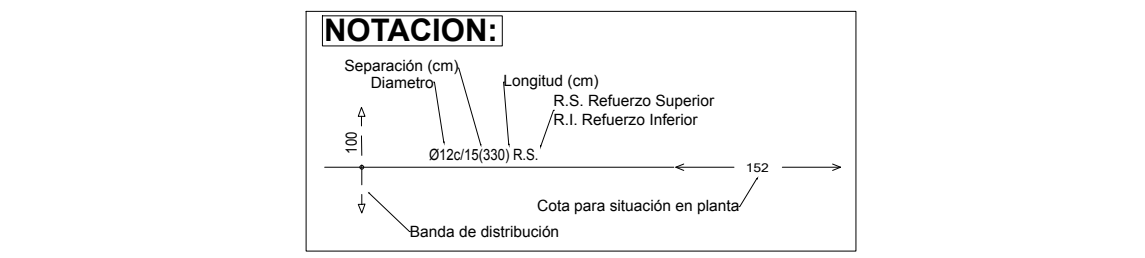 NOTACION:
Separación (cm)
Diametro
Longitud (cm)
R.S. Refuerzo Superior
R.I. Refuerzo Inferior
100
Ø12c/15(330) R.S.
152
Cota para situación en planta
Banda de distribución